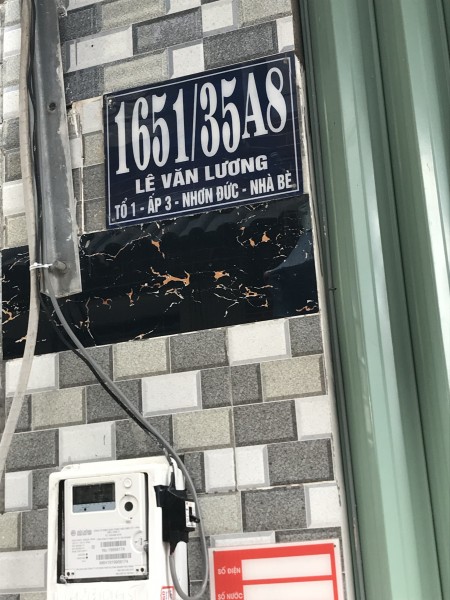 1651/35A8
LÊ VĂN LƯƠNG
TỔ 1 - ẤP 3 - NHƠN ĐỨC - NHÀ BÈ
SỐ ĐIỆN
SỐ NƯỚC